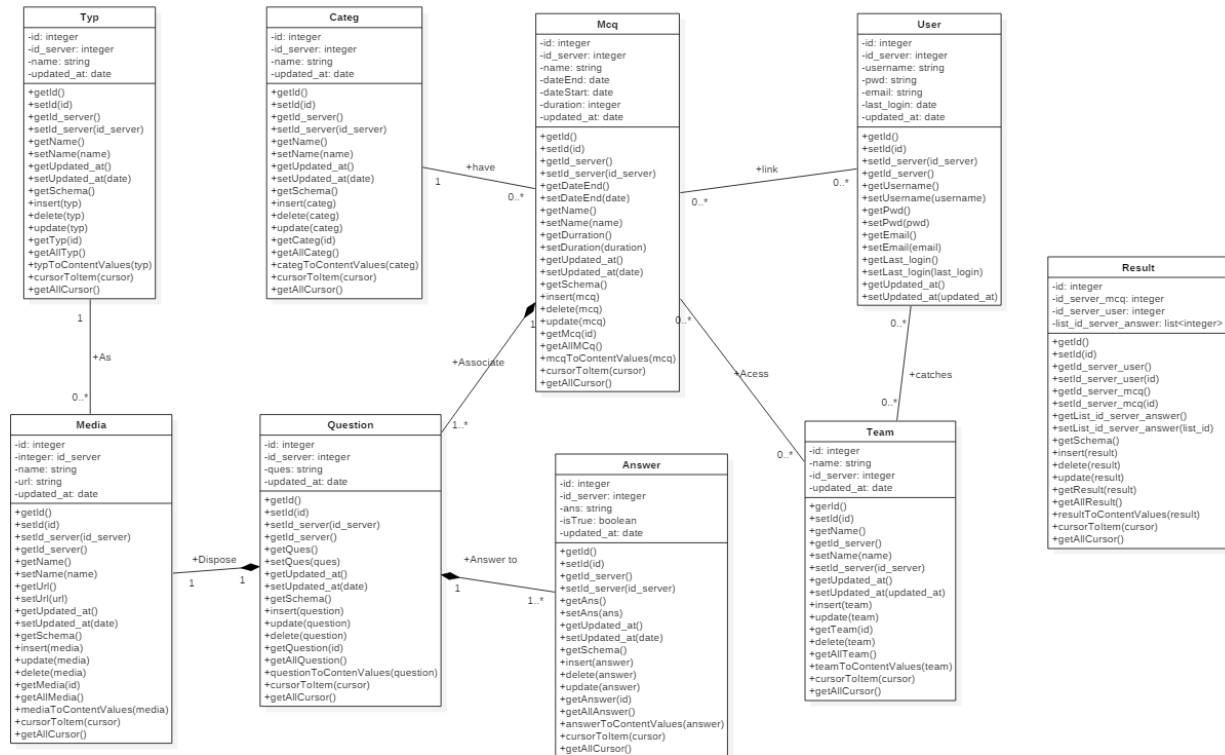 Typ
-id: integer
-id_server: integer
-name: string
-updated_at: date
+getId()
+setId(id)
+getId_server()
+setId_server(id_server)
+getName()
+setName(name)
+getUpdated_at()
+setUpdated_at(date)
+getSchema()
+insert(typ)
+delete(typ)
+update(typ)
+getTyp(id)
+getAllTyp()
+typToContentValues(typ)
+cursorToItem(cursor)
+getAllCursor()
Categ
-id: integer
-id_server: integer
-name: string
-updated_at: date
+getId()
+setId(id)
+getId_server()
+setId_server(id_server)
+getName()
+setName(name)
+getUpdated_at()
+setUpdated_at(date)
+getSchema()
+insert(categ)
+delete(categ)
+update(categ)
+getCateg(id)
+getAllCateg()
+categToContentValues(categ)
+cursorToItem(cursor)
+getAllCursor()
+have
1
0..*
Mcq
-id: integer
-id_server: integer
-name: string
-dateEnd: date
-dateStart: date
-duration: integer
-updated_at: date
+getId()
+setId(id)
+getId_server()
+setId_server(id_server)
+getDateEnd()
+setDateEnd(date)
+getName()
+setName(name)
+getDurration()
+setDuration(duration)
+getUpdated_at()
+setUpdated_at(date)
+getSchema()
+insert(mcq)
+delete(mcq)
+update(mcq)
+getMcq(id)
+getAllMCq()
+mcqToContentValues(mcq)
+cursorToItem(cursor)
+getAllCursor()
+link
0..*
0..*
User
-id: integer
-id_server: integer
-username: string
-pwd: string
-email: string
-last_login: date
-updated_at: date
+getId()
+setId(id)
+setId_server(id_server)
+getId_server()
+getUsername()
+setUsername(username)
+getPwd()
+setPwd(pwd)
+getEmail()
+setEmail(email)
+getLast_login()
+setLast_login(last_login)
+getUpdated_at()
+setUpdated_at(updated_at)
Result
-id: integer
-id_server_mcq: integer
-id_server_user: integer
-list_id_server_answer: list<integer>
+getId()
+setId(id)
+getId_server_user()
+setId_server_user(id)
+getId_server_mcq()
+setId_server_mcq(id)
+getList_id_server_answer()
+setList_id_server_answer(list_id)
+getSchema()
+insert(result)
+delete(result)
+update(result)
+getResult(result)
+getAllResult()
+resultToContentValues(result)
+cursorToItem(cursor)
+getAllCursor()
1
+As
0..*
1
+Associate
1..*
0..*
+Acess
0..*
0..*
+catches
0..*
Media
-id: integer
-integer: id_server
-name: string
-url: string
-updated_at: date
+getId()
+setId(id)
+setId_server(id_server)
+getId_server()
+getName()
+setName(name)
+getUrl()
+setUrl(url)
+getUpdated_at()
+setUpdated_at(date)
+getSchema()
+insert(media)
+update(media)
+delete(media)
+getMedia(id)
+getAllMedia()
+mediaToContentValues(media)
+cursorToItem(cursor)
+getAllCursor()
+Dispose
1
1
Question
-id: integer
-id_server: integer
-ques: string
-updated_at: date
+getId()
+setId(id)
+setId_server(id_server)
+getId_server()
+getQues()
+setQues(ques)
+getUpdated_at()
+setUpdated_at(date)
+getSchema()
+insert(question)
+update(question)
+delete(question)
+getQuestion(id)
+getAllQuestion()
+questionToContenValues(question)
+cursorToItem(cursor)
+getAllCursor()
+Answer to
1
1..*
Answer
-id: integer
-id_server: integer
-ans: string
-isTrue: boolean
-updated_at: date
+getId()
+setId(id)
+getId_server()
+setId_server(id_server)
+getAns()
+setAns(ans)
+getUpdated_at()
+setUpdated_at(date)
+getSchema()
+insert(answer)
+delete(answer)
+update(answer)
+getAnswer(id)
+getAllAnswer()
+answerToContentValues(answer)
+cursorToItem(cursor)
+getAllCursor()
Team
-id: integer
-name: string
-id_server: integer
-updated_at: date
+gerId()
+setId(id)
+getName()
+getId_server()
+setName(name)
+setId_server(id_server)
+getUpdated_at()
+setUpdated_at(updated_at)
+insert(team)
+update(team)
+getTeam(id)
+delete(team)
+getAllTeam()
+teamToContentValues(team)
+cursorToItem(cursor)
+getAllCursor()